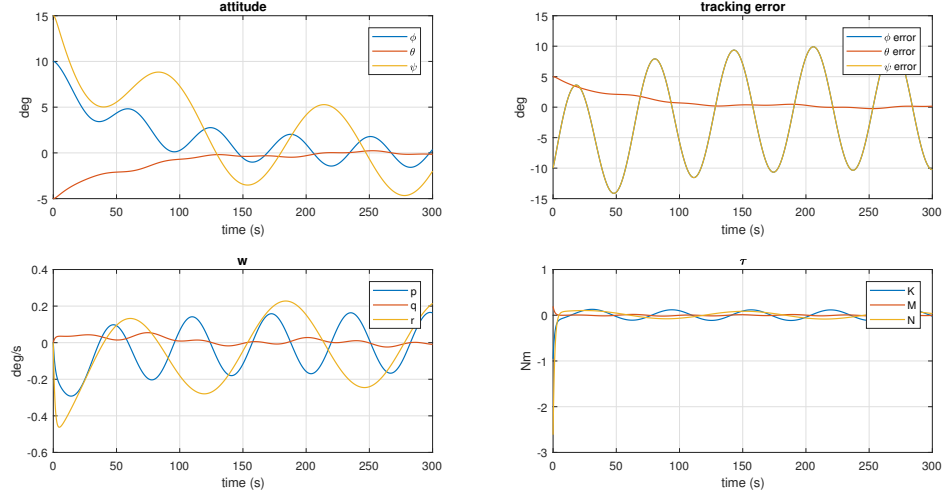 attitude
15
10
5
0
-5
deg
0 50 100 150 200 250 300
time (s)
ϕ
θ
ψ
tracking error
15
10
5
0
-5
-10
-15
deg
0 50 100 150 200 250 300
time (s)
ϕ error
θ error
ψ error
w
0.4
0.2
0
-0.2
-0.4
-0.6
deg/s
0 50 100 150 200 250 300
time (s)
p
q
r
τ
1
0
-1
-2
-3
Nm
0 50 100 150 200 250 300
time (s)
K
M
N